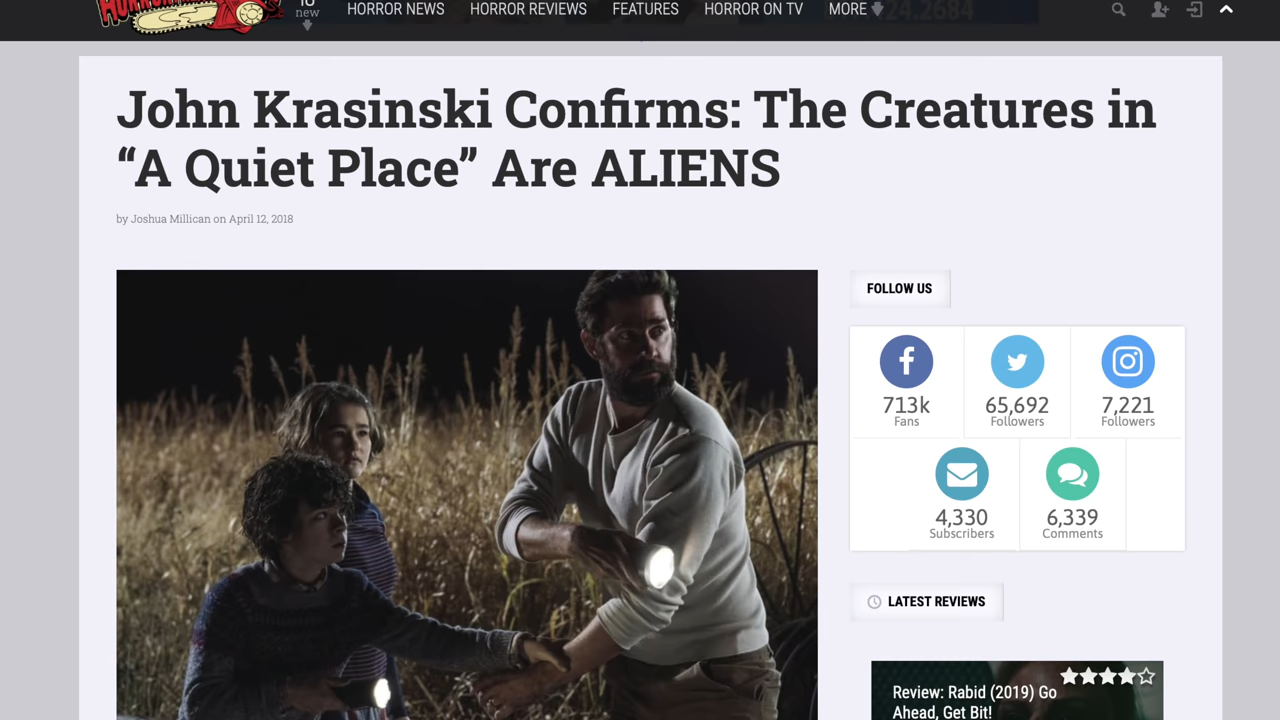 new
HORROR NEWS
HORROR REVIEWS
FEATURES
HORROR ON TV
MORE
John Krasinski Confirms: The Creatures in
“A Quiet Place” Are ALIENS
by Joshua Millican on April 12, 2018
FOLLOW US
713k
Fans
65,692
Followers
7,221
Followers
4,330
Subscribers
6,339
Comments
LATEST REVIEWS
Review: Rabid (2019) Go
Ahead, Get Bit!